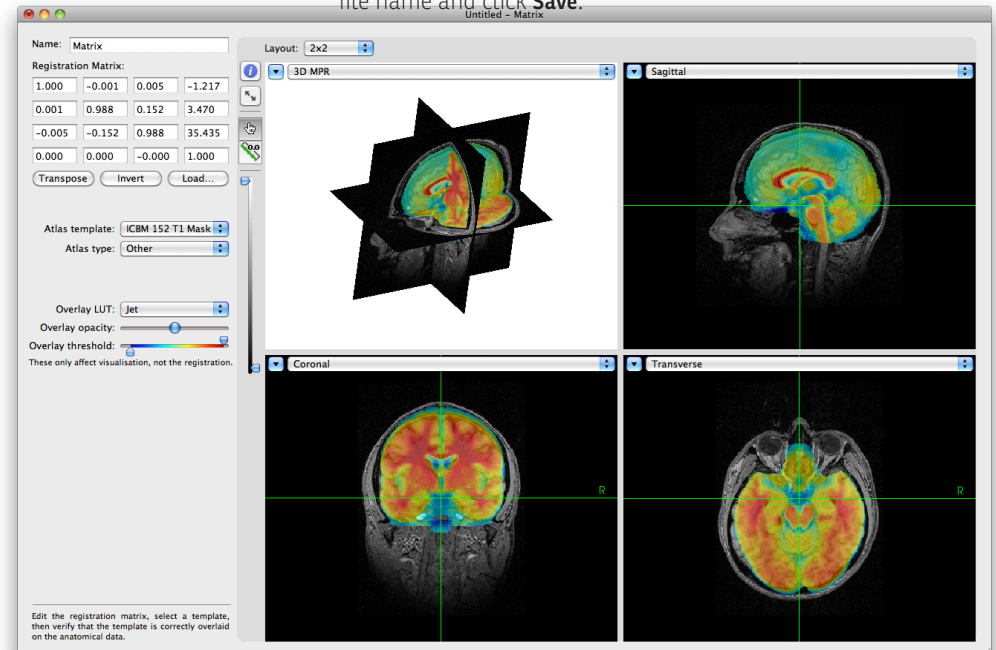 file name and click Save.
Untitled – Matrix
Name: Matrix
Registration Matrix:
1.000 -0.001 0.005 -1.217
0.001 0.988 0.152 3.470
-0.005 -0.152 0.988 35.435
0.000 0.000 -0.000 1.000
Transpose Invert Load...
Atlas template: ICBM 152 T1 Mask
Atlas type: Other
Overlay LUT: Jet
Overlay opacity:
Overlay threshold:
These only affect visualisation, not the registration.
Edit the registration matrix, select a template,
then verify that the template is correctly overlaid
on the anatomical data.
Layout: 2x2
3D MPR
Sagittal
Coronal
R
Transverse
R